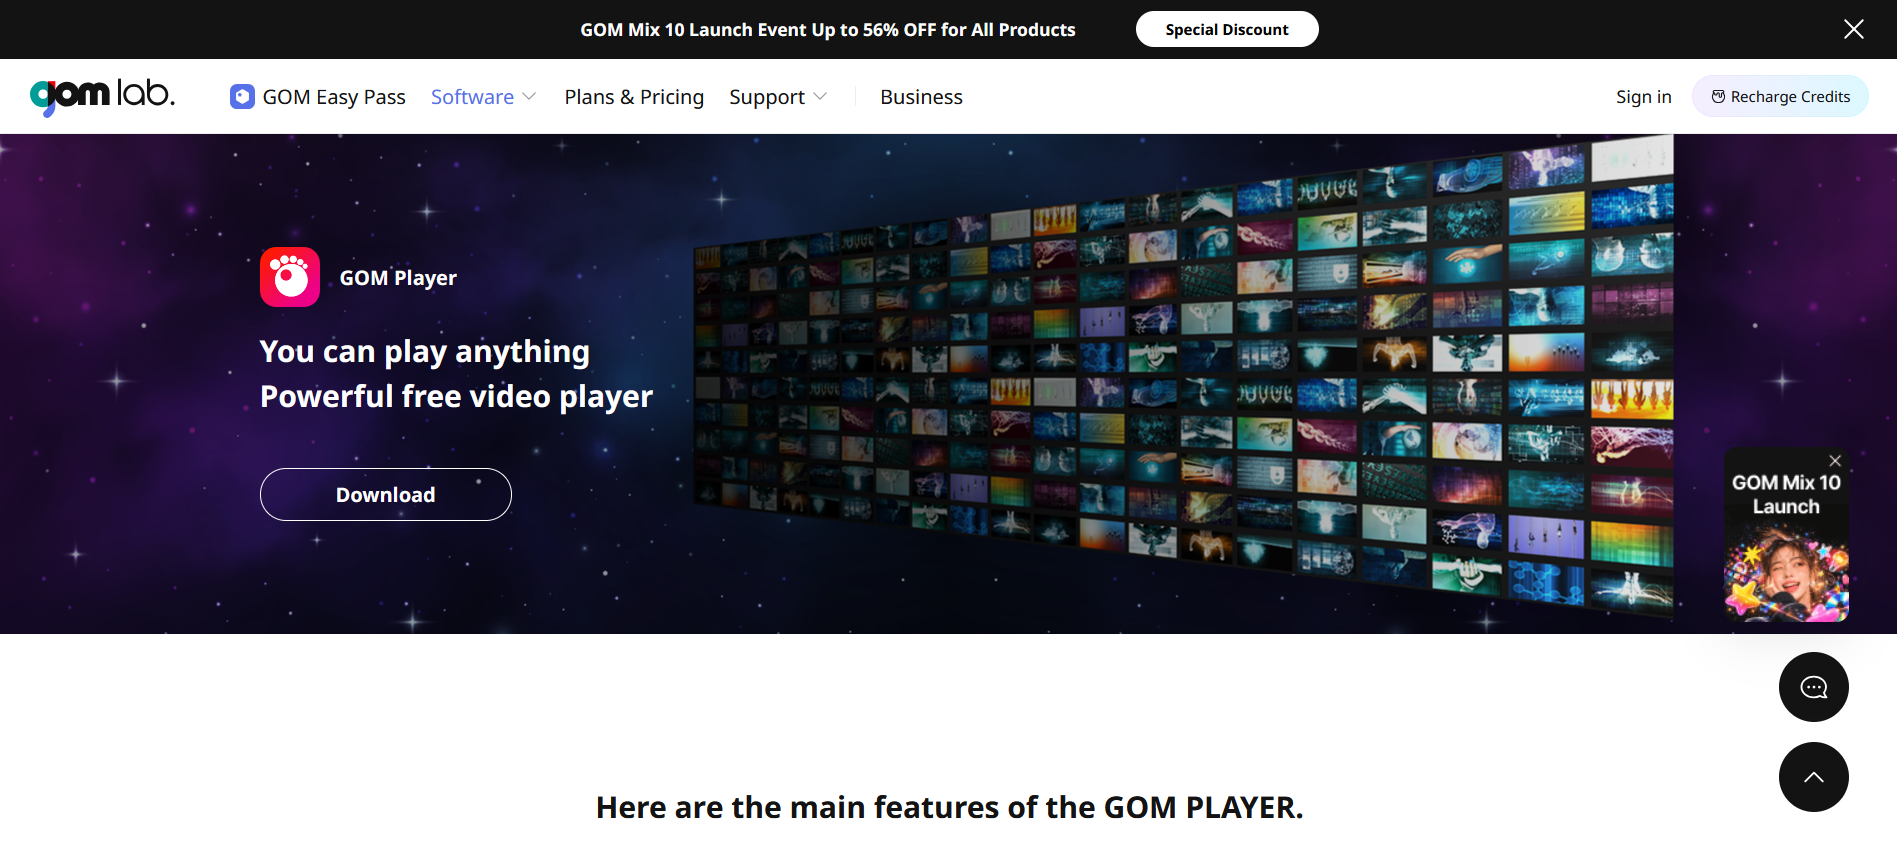 GOM Mix 10 Launch Event Up to 56% OFF for All Products
Special Discount
gom lab.
GOM Easy Pass
Software
Plans & Pricing
Support
Business
Sign in
Recharge Credits
GOM Player
You can play anything
Powerful free video player
Download
GOM Mix 10
Launch
Here are the main features of the GOM PLAYER.